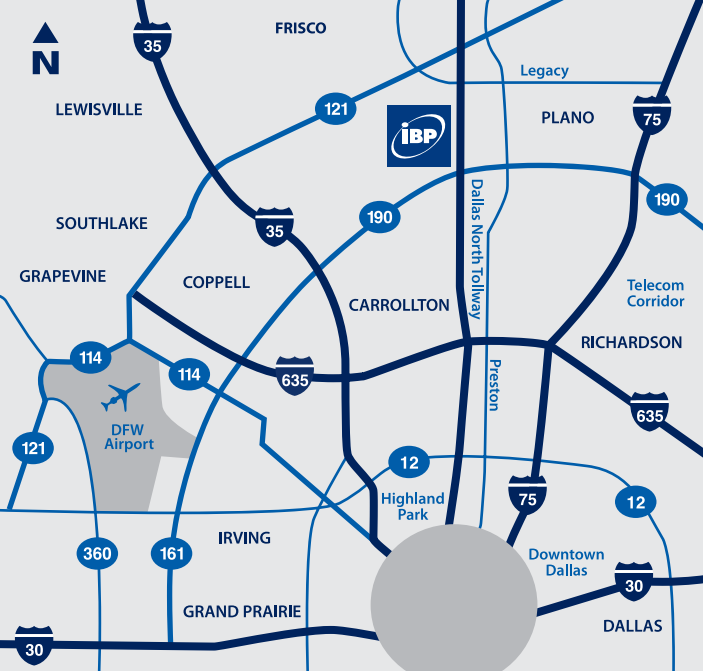 FRISCO
35
N
Legacy
LEWISVILLE
121
PLANO
75
iBP
190
190
SOUTHLAKE
35
Dallas North Tollway
GRAPEVINE
COPPELL
CARROLLTON
Telecom
Corridor
RICHARDSON
114
114
635
Preston
635
DFW
Airport
121
12
Highland
Park
75
12
IRVING
360
161
Downtown
Dallas
30
GRAND PRAIRIE
DALLAS
30